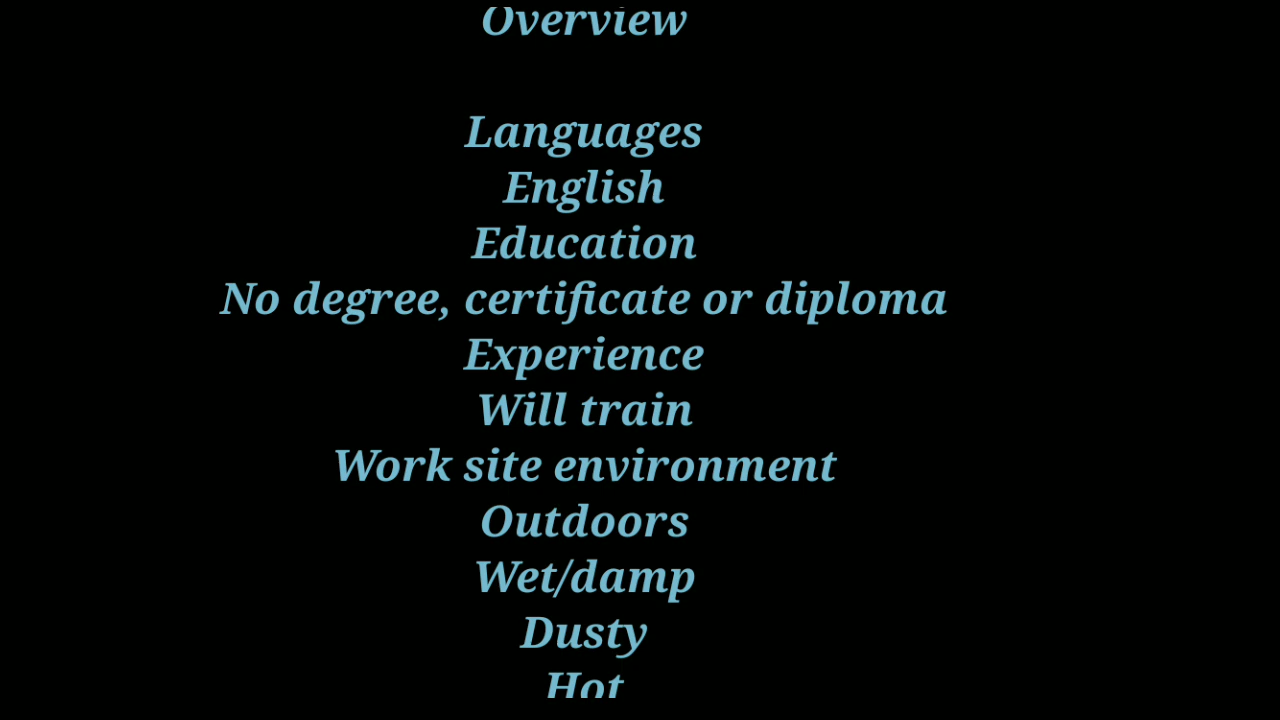 Overview
Languages
English
Education
No degree, certificate or diploma
Experience
Will train
Work site environment
Outdoors
Wet/damp
Dusty
Hot